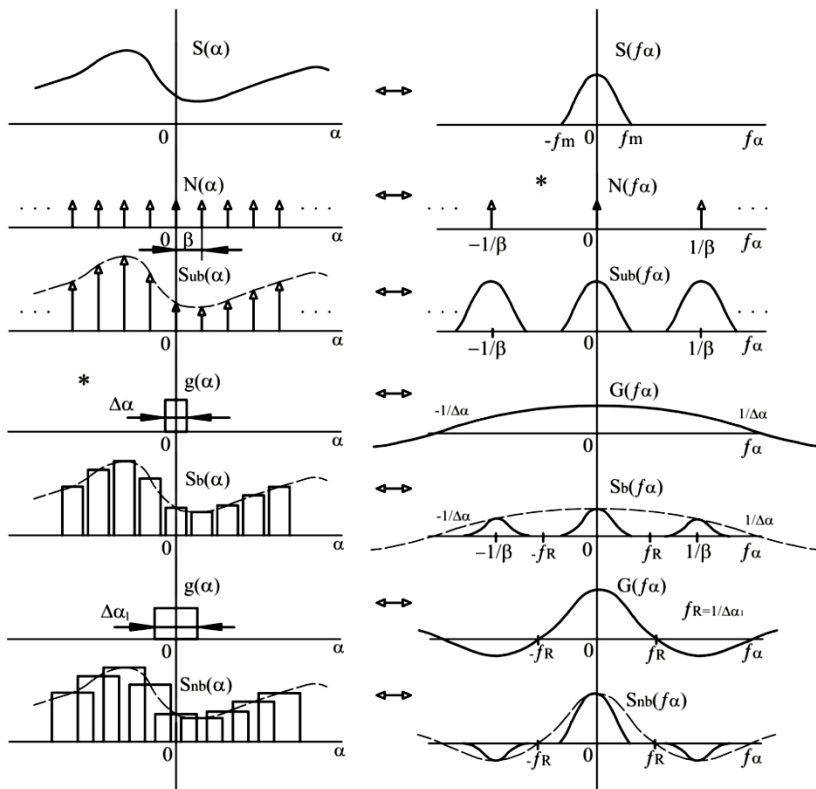 S(α)
0
α
S(fα)
-fm
0
fm
fα
N(α)
. . .
. . .
0
β
α
*
N(fα)
. . .
. . .
−1/β
0
1/β
fα
Sub(α)
. . .
. . .
0
α
Sub(fα)
. . .
. . .
−1/β
0
1/β
fα
*
g(α)
Δα
0
α
G(fα)
-1/Δα
1/Δα
0
fα
Sb(α)
0
α
Sb(fα)
-1/Δα
1/Δα
−1/β
-fR
0
fR
1/β
fα
g(α)
Δα₁
0
α
G(fα)
fR=1/Δα₁
-fR
0
fR
fα
Snb(α)
0
α
Snb(fα)
-fR
0
fR
fα